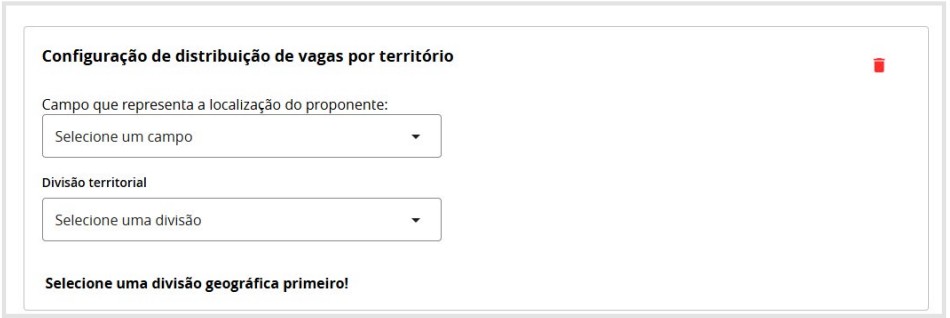 Configuração de distribuição de vagas por território
Campo que representa a localização do proponente:
Selecione um campo
Divisão territorial
Selecione uma divisão
Selecione uma divisão geográfica primeiro!